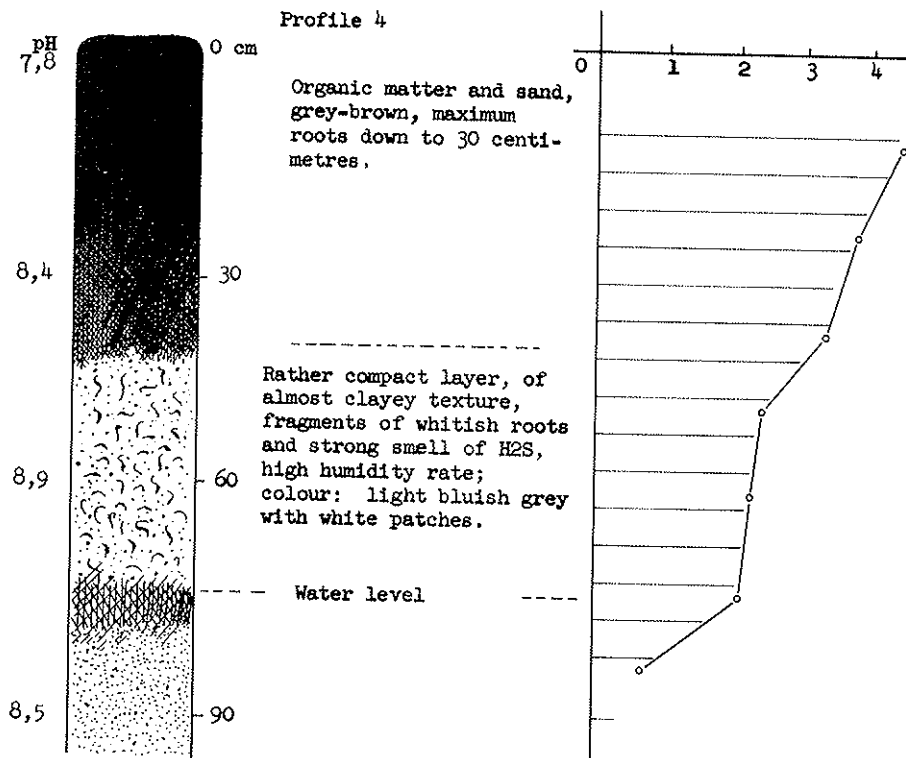 Profile 4
pH
7,8
0 cm
0 1 2 3 4
Organic matter and sand,
grey-brown, maximum
roots down to 30 centi-
metres.
8,4
30
Rather compact layer, of
almost clayey texture,
fragments of whitish roots
and strong smell of H2S,
high humidity rate;
colour: light bluish grey
with white patches.
8,9
60
Water level
8,5
90